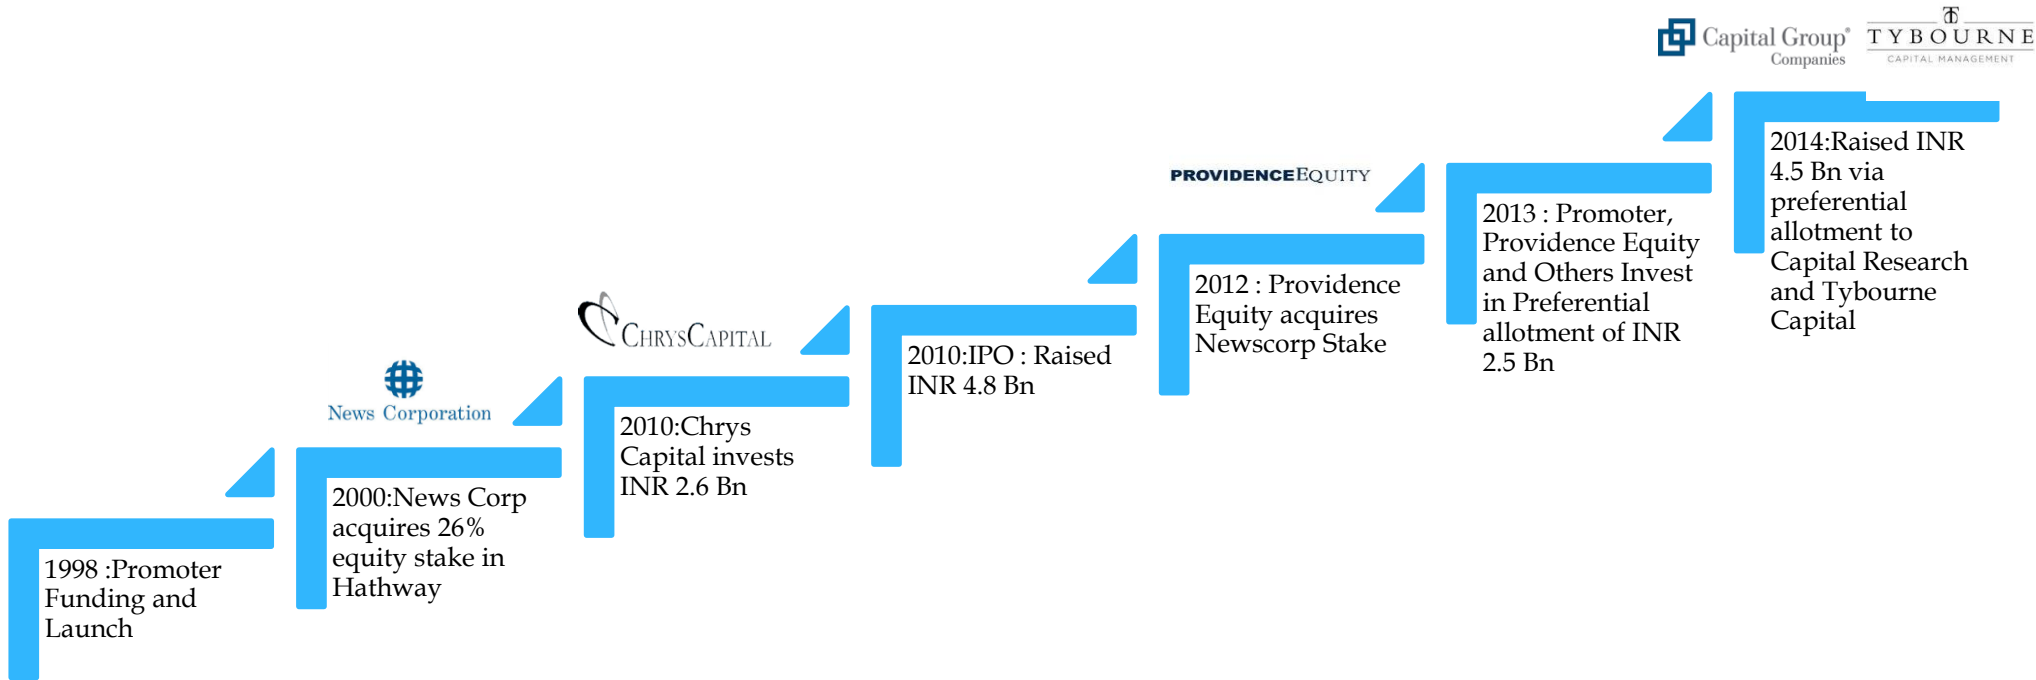 1998 :Promoter
Funding and
Launch
News Corporation
2000:News Corp
acquires 26%
equity stake in
Hathway
CHRYSCAPITAL
2010:Chrys
Capital invests
INR 2.6 Bn
2010:IPO : Raised
INR 4.8 Bn
PROVIDENCE EQUITY
2012 : Providence
Equity acquires
Newscorp Stake
2013 : Promoter,
Providence Equity
and Others Invest
in Preferential
allotment of INR
2.5 Bn
Capital Group®
Companies
TYBOURNE
CAPITAL MANAGEMENT
2014:Raised INR
4.5 Bn via
preferential
allotment to
Capital Research
and Tybourne
Capital